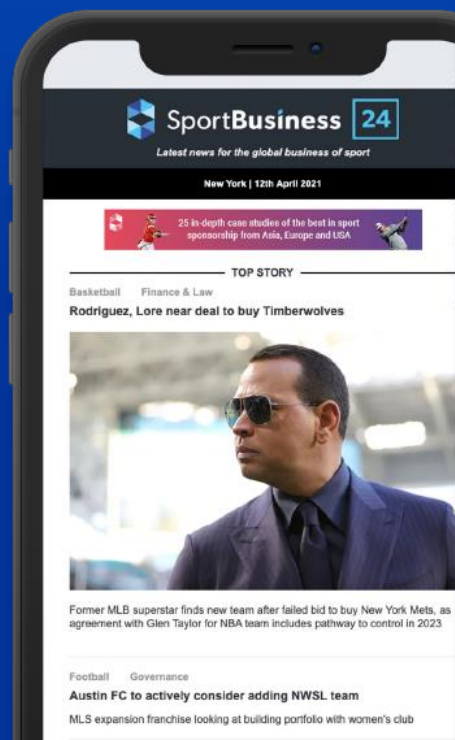 SportBusiness 24
Latest news for the global business of sport
New York | 12th April 2021
25 in-depth case studies of the best in sport
sponsorship from Asia, Europe and USA
TOP STORY
Basketball Finance & Law
Rodriguez, Lore near deal to buy Timberwolves
Former MLB superstar finds new team after failed bid to buy New York Mets, as
agreement with Glen Taylor for NBA team includes pathway to control in 2023
Football Governance
Austin FC to actively consider adding NWSL team
MLS expansion franchise looking at building portfolio with women's club